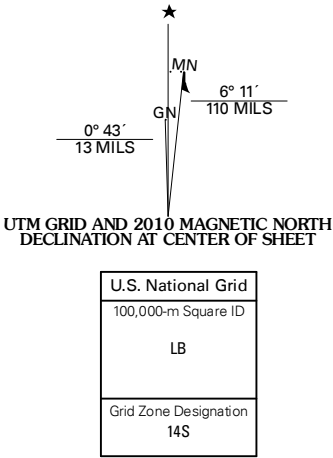 ★
MN
6° 11´
110 MILS
GN
0° 43´
13 MILS
UTM GRID AND 2010 MAGNETIC NORTH
DECLINATION AT CENTER OF SHEET
U.S. National Grid
100,000-m Square ID
LB
Grid Zone Designation
14S